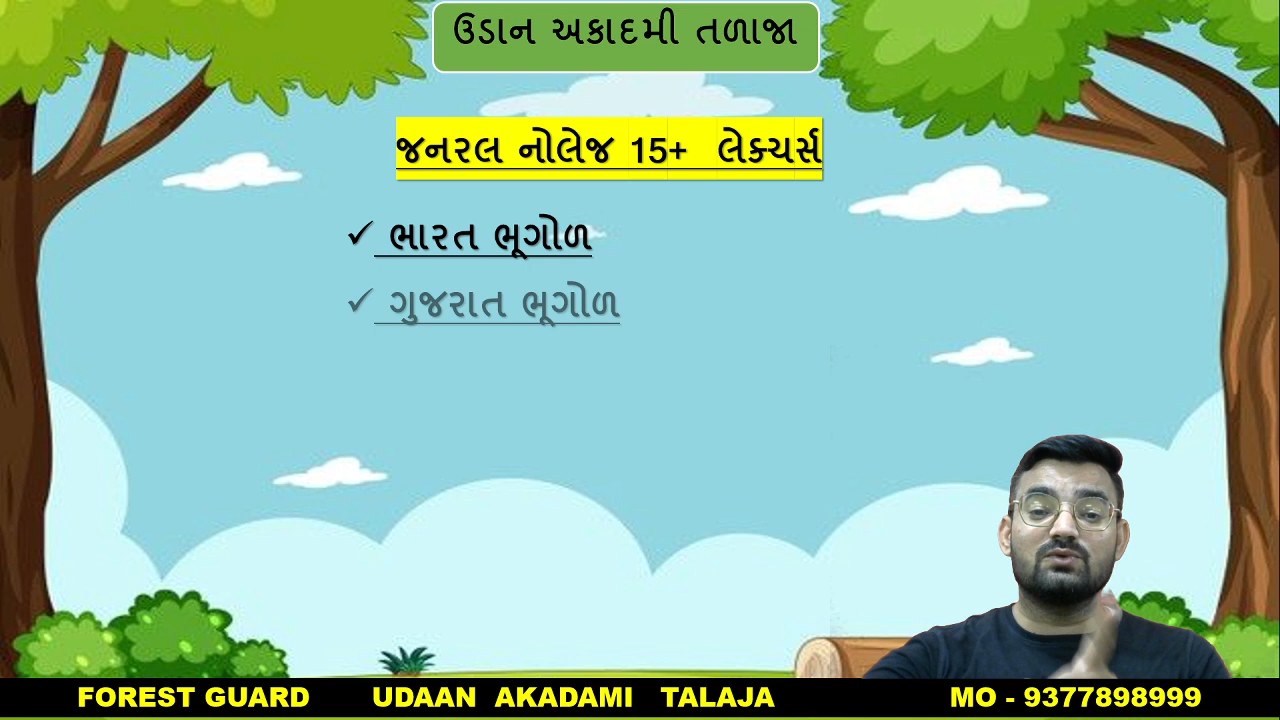 ઉડાન અકાદમી તળાજા
જનરલ નોલેજ 15+ લેક્ચર્સ
✓ ભારત ભૂગોળ
✓ ગુજરાત ભૂગોળ
FOREST GUARD UDAAN AKADAMI TALAJA MO - 9377898999